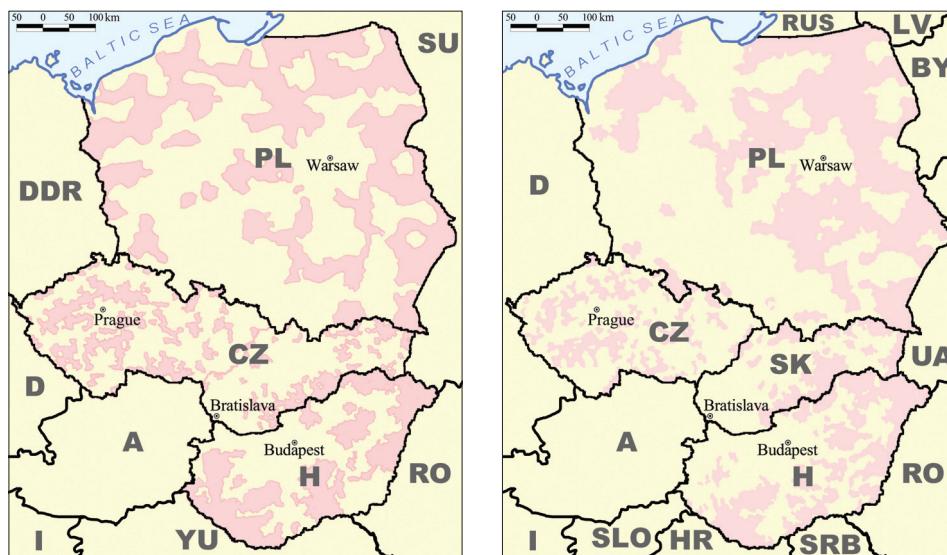 50 0 50 100 km
BALTIC SEA
SU
PL
Warsaw
DDR
Prague
CZ
D
Bratislava
A
Budapest
H
RO
I
YU
50 0 50 100 km
BALTIC SEA
RUS
LV
BY
PL
Warsaw
D
Prague
CZ
SK
UA
Bratislava
A
Budapest
H
RO
I
SLO
HR
SRB